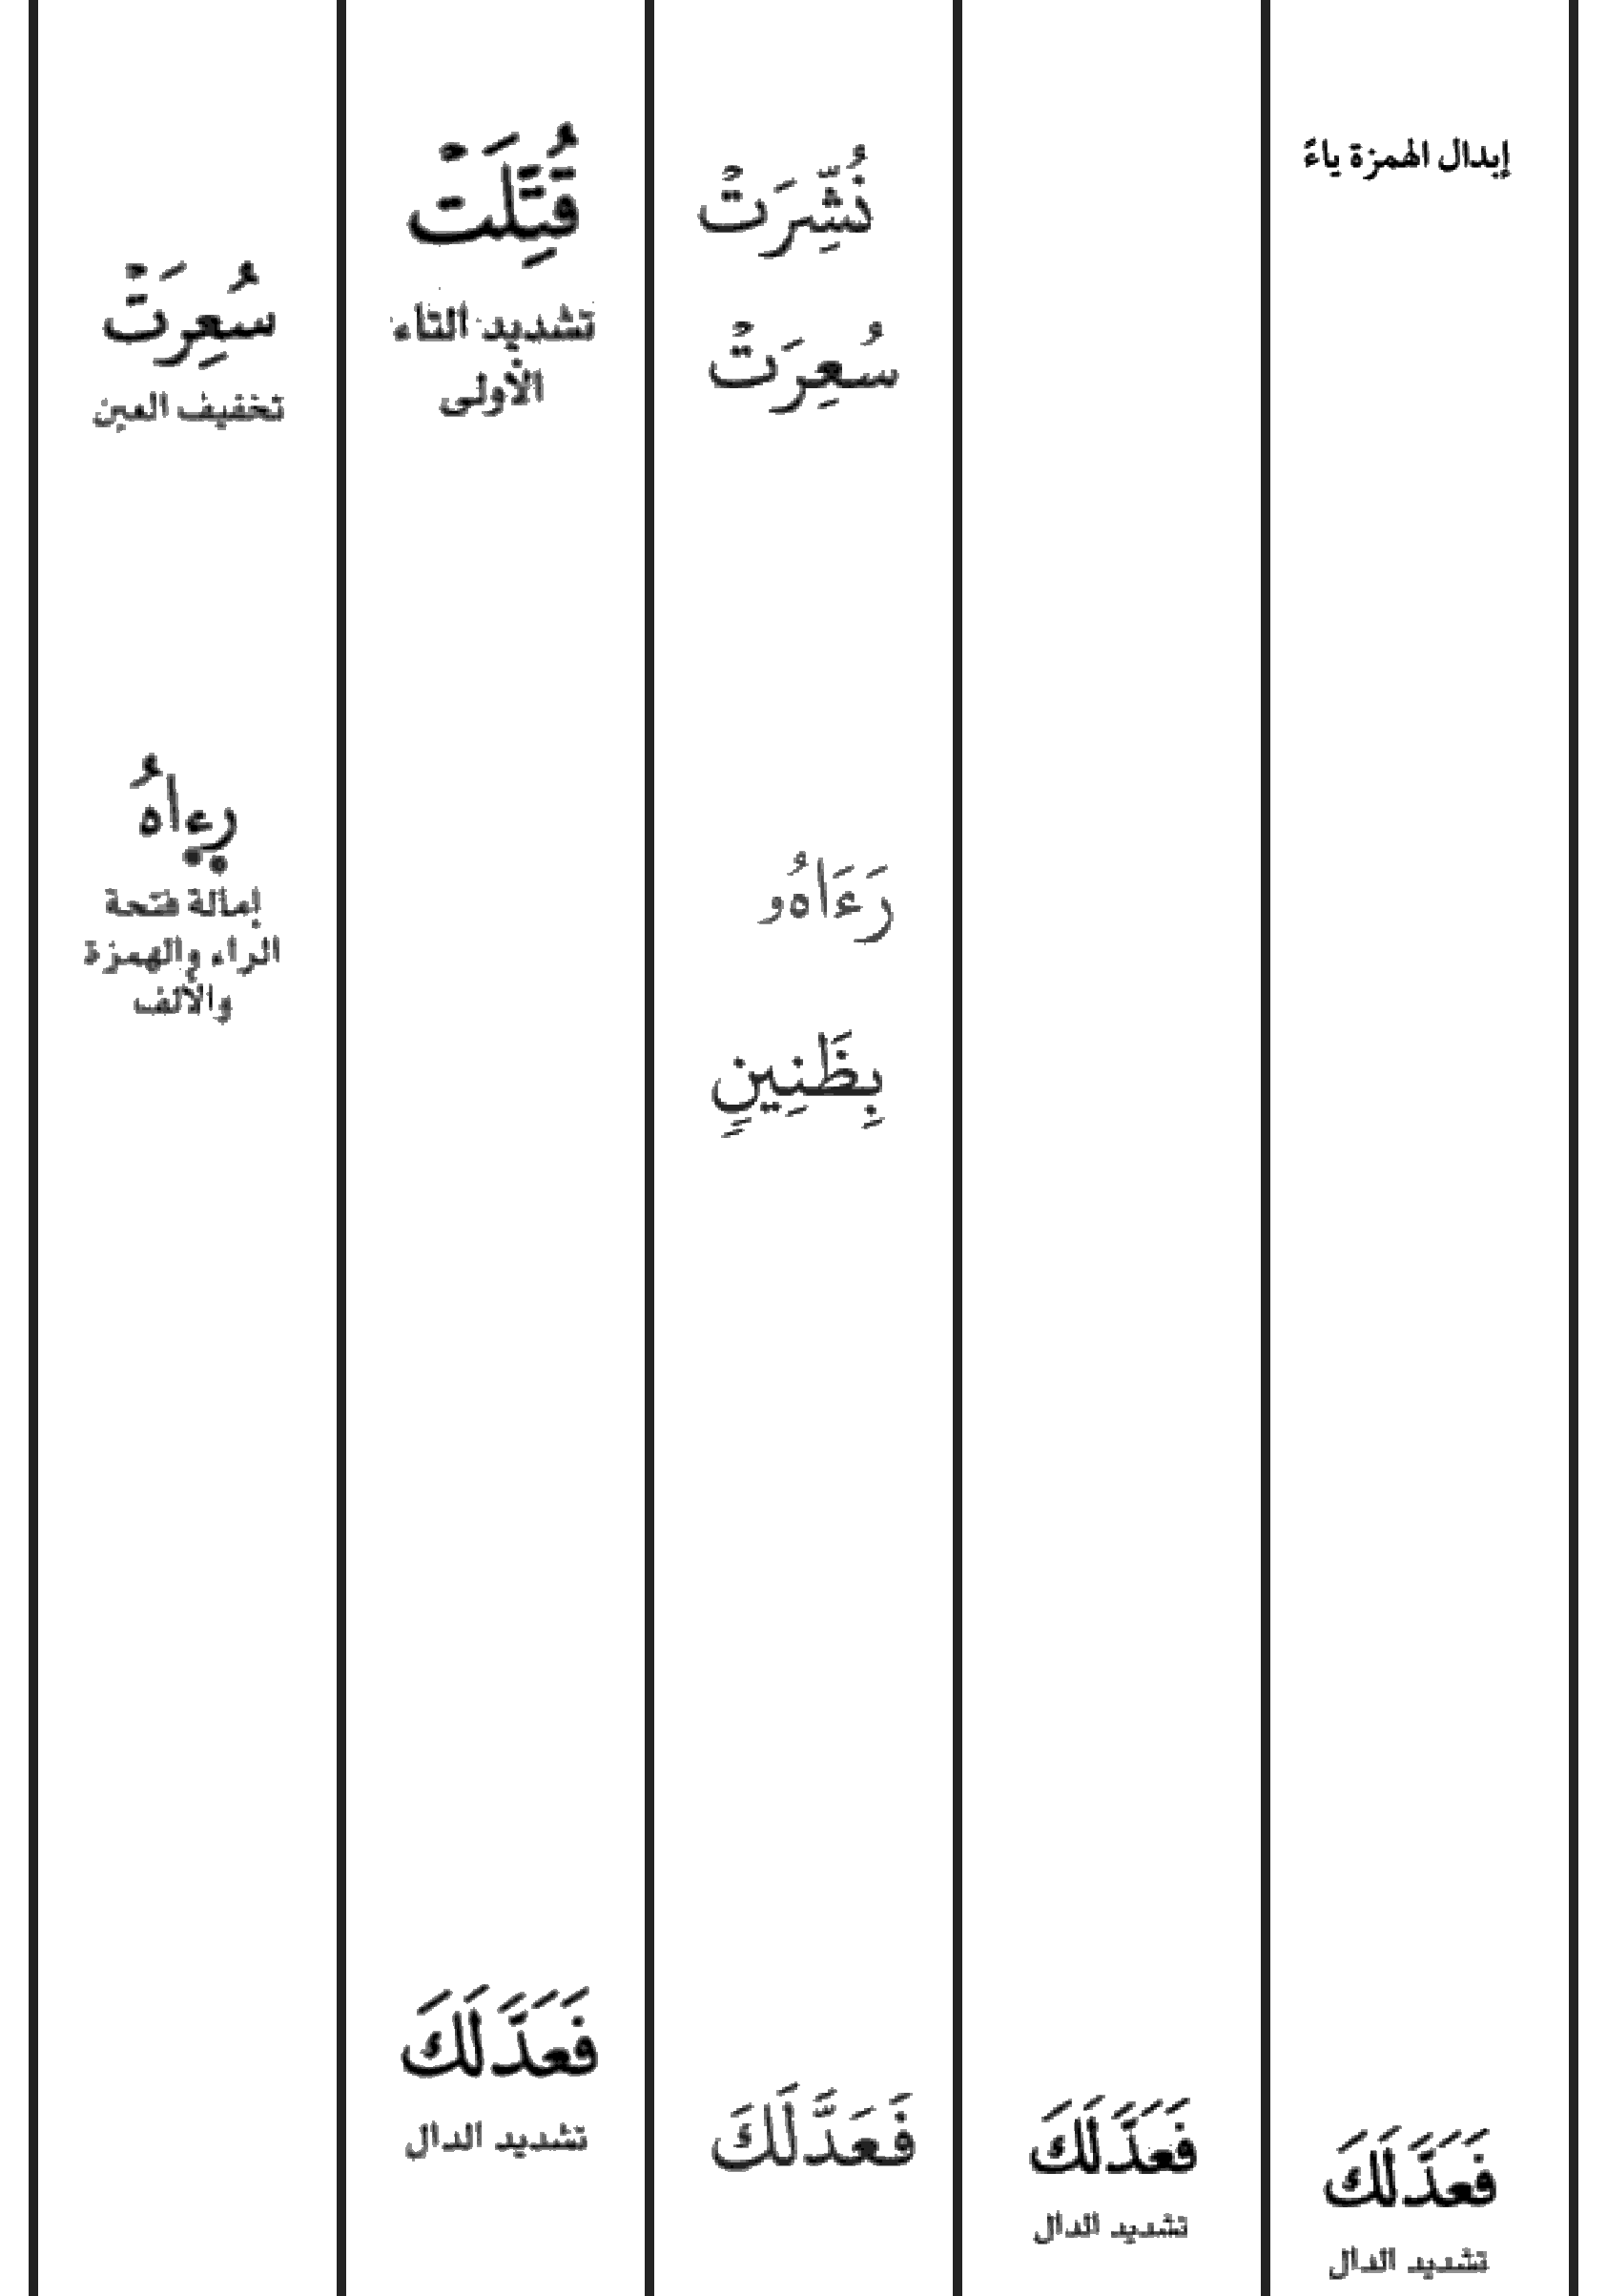 إبدال الهمزة ياءً
فَعَدَّلَكَ
تشديد الدال
فَعَدَّلَكَ
تشديد الدال
نُشِّرَتْ
سُعِرَتْ
رَءَاهُو
بِظَنِينٍ
فَعَدَّلَكَ
قُتِّلَتْ
تشديد التاء
الأولى
فَعَدَّلَكَ
تشديد الدال
سُعِرَتْ
تخفيف العين
رءاهُ
إمالة فتحة
الراء والهمزة
والألف